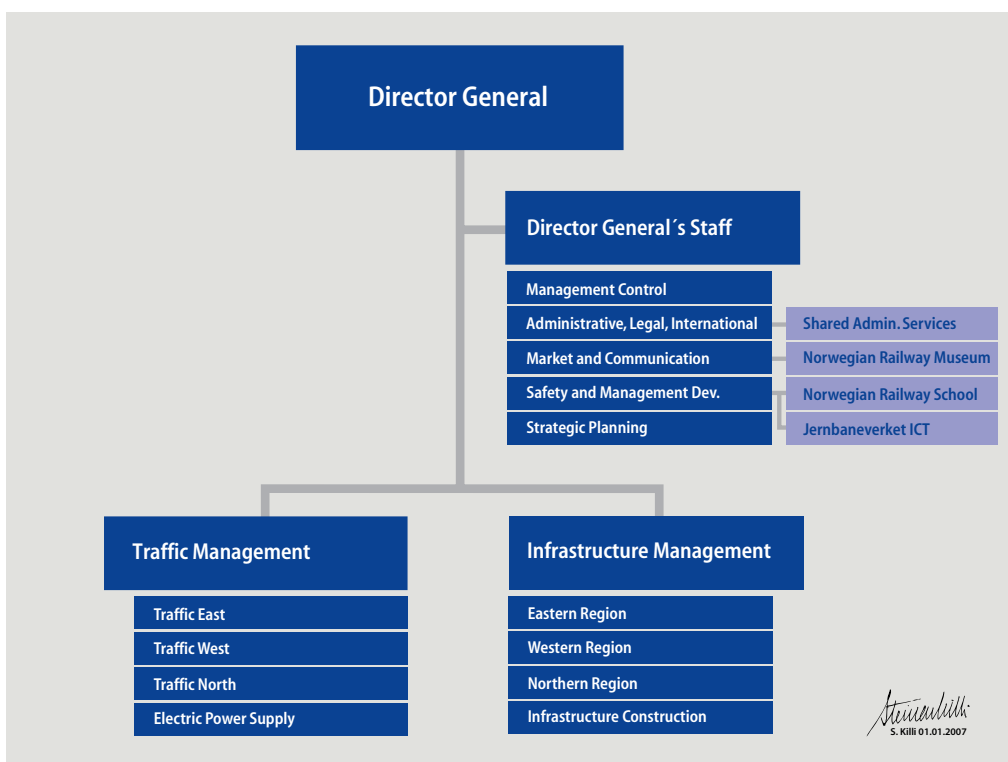 Director General
Director General´s Staff
Management Control
Administrative, Legal, International
Shared Admin. Services
Market and Communication
Norwegian Railway Museum
Safety and Management Dev.
Norwegian Railway School
Strategic Planning
Jernbaneverket ICT
Traffic Management
Traffic East
Traffic West
Traffic North
Electric Power Supply
Infrastructure Management
Eastern Region
Western Region
Northern Region
Infrastructure Construction
S. Killi 01.01.2007